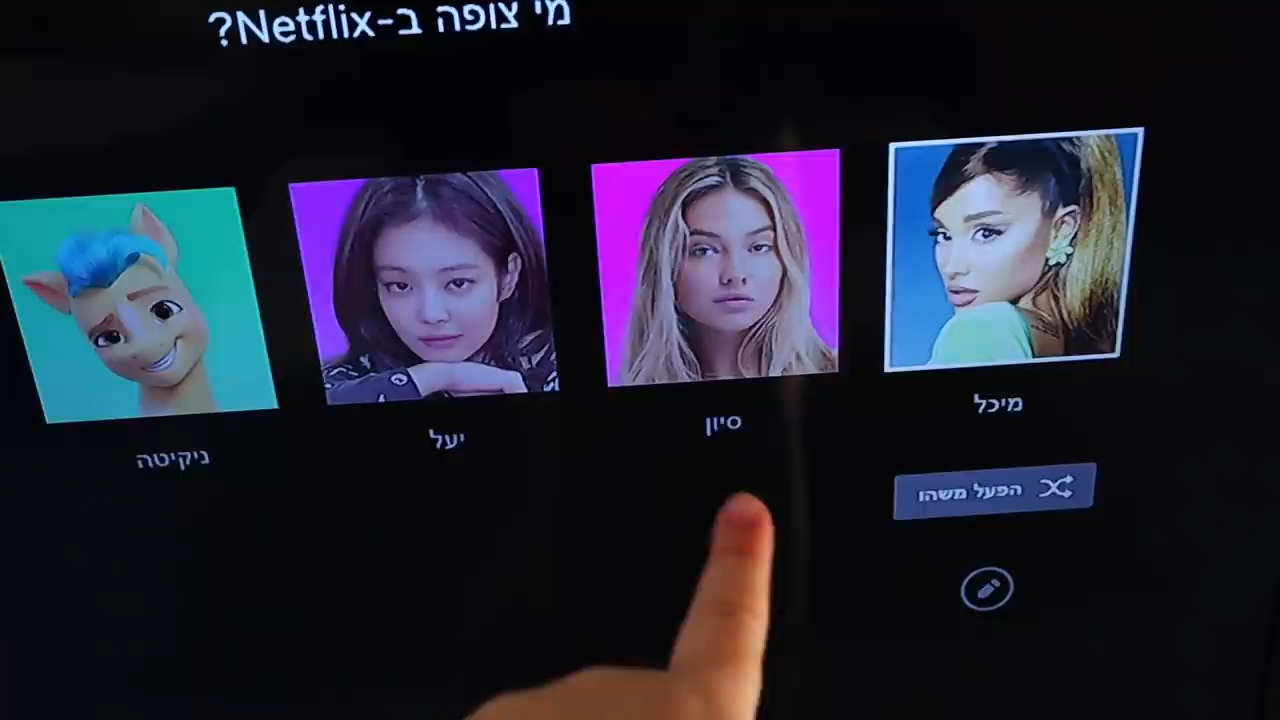 מי צופה ב-Netflix?
מיכל
סיון
יעל
ניקיטה
הפעל משהו